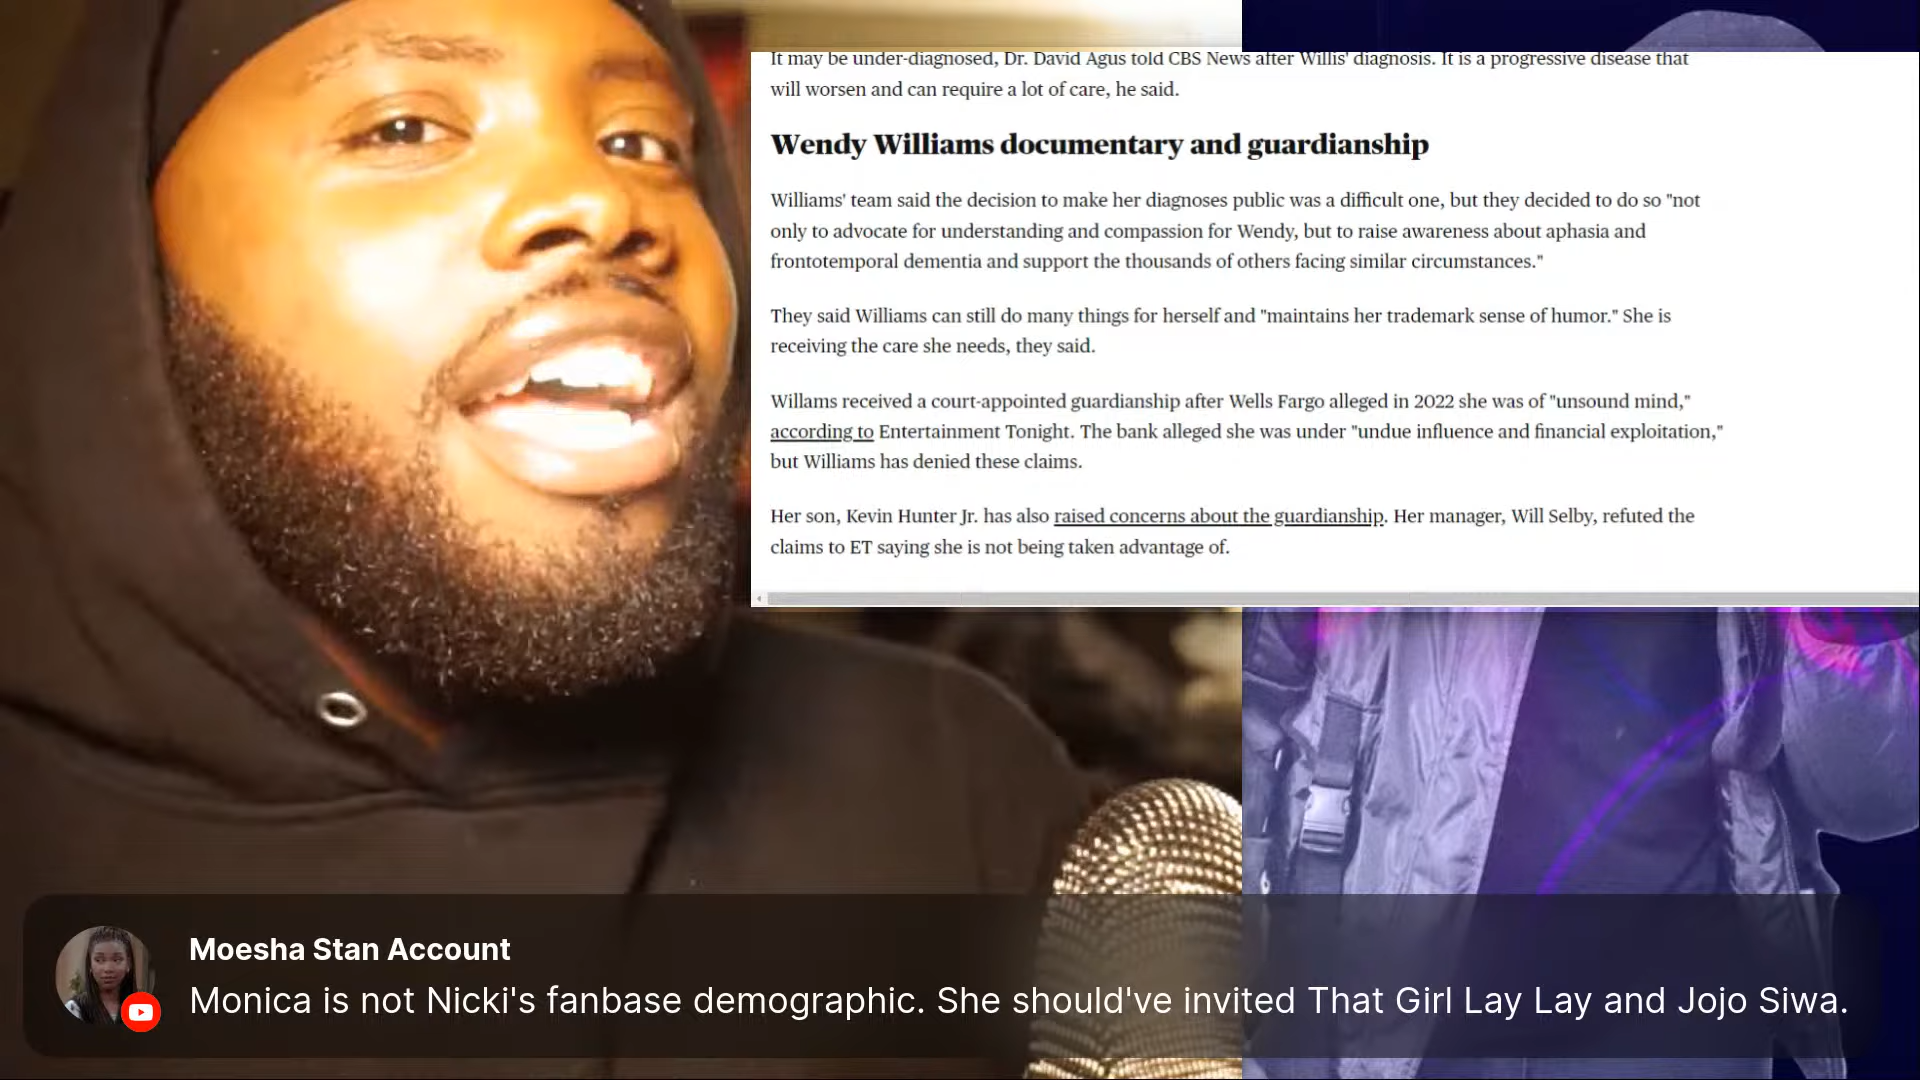 It may be under-diagnosed, Dr. David Agus told CBS News after Willis' diagnosis. It is a progressive disease that
will worsen and can require a lot of care, he said.
Wendy Williams documentary and guardianship
Williams' team said the decision to make her diagnoses public was a difficult one, but they decided to do so "not
only to advocate for understanding and compassion for Wendy, but to raise awareness about aphasia and
frontotemporal dementia and support the thousands of others facing similar circumstances."
They said Williams can still do many things for herself and "maintains her trademark sense of humor." She is
receiving the care she needs, they said.
Willams received a court-appointed guardianship after Wells Fargo alleged in 2022 she was of "unsound mind,"
according to Entertainment Tonight. The bank alleged she was under "undue influence and financial exploitation,"
but Williams has denied these claims.
Her son, Kevin Hunter Jr. has also raised concerns about the guardianship. Her manager, Will Selby, refuted the
claims to ET saying she is not being taken advantage of.
Moesha Stan Account
Monica is not Nicki's fanbase demographic. She should've invited That Girl Lay Lay and Jojo Siwa.